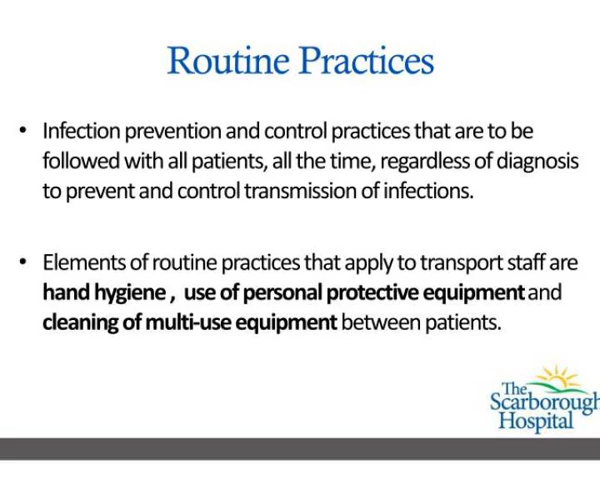 Routine Practices
• Infection prevention and control practices that are to be
followed with all patients, all the time, regardless of diagnosis
to prevent and control transmission of infections.
• Elements of routine practices that apply to transport staff are
hand hygiene , use of personal protective equipment and
cleaning of multi-use equipment between patients.
The
Scarborough
Hospital